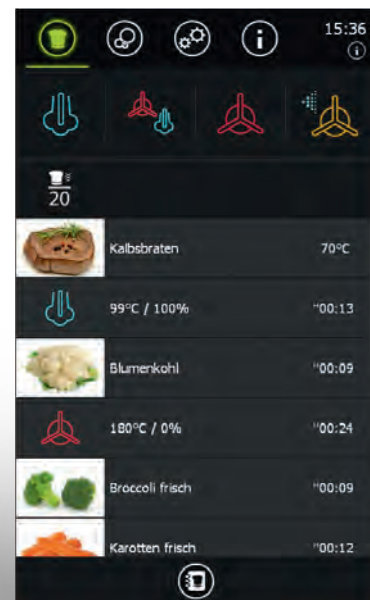 15:36
20
Kalbsbraten 70°C
99°C / 100% "00:13
Blumenkohl "00:09
180°C / 0% "00:24
Broccoli frisch "00:09
Karotten frisch "00:12